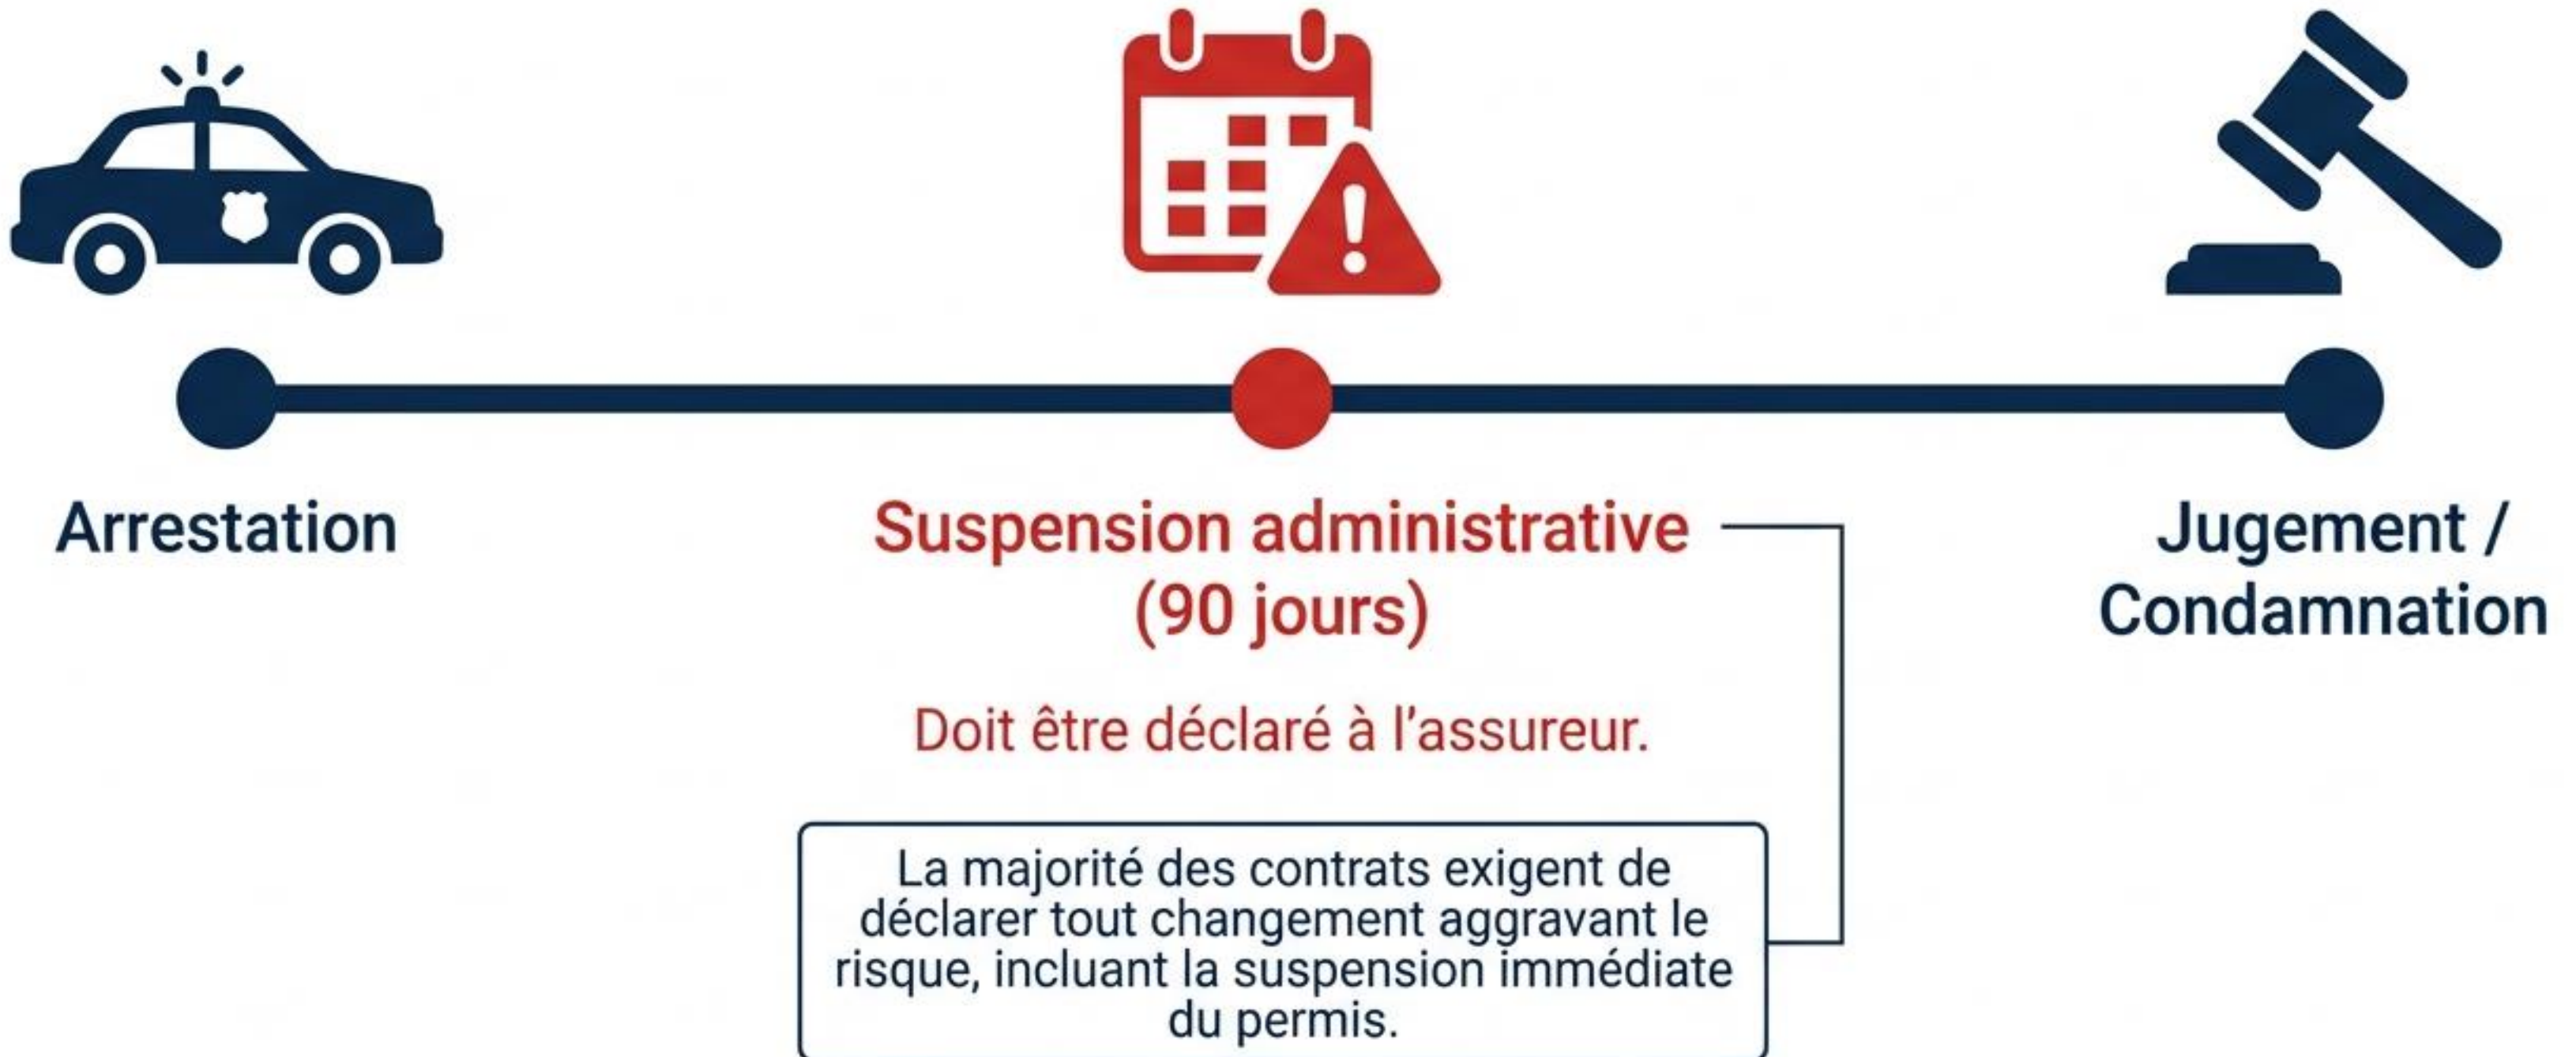 Arrestation
Suspension administrative
(90 jours)
Doit être déclaré à l’assureur.
La majorité des contrats exigent de
déclarer tout changement aggravant le
risque, incluant la suspension immédiate
du permis.
Jugement /
Condamnation